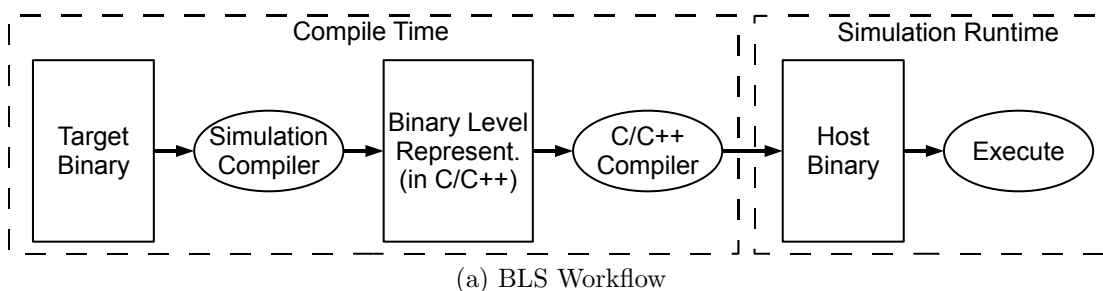 Compile Time
Simulation Runtime
Target
Binary
Simulation
Compiler
Binary Level
Represent.
(in C/C++)
C/C++
Compiler
Host
Binary
Execute
(a) BLS Workflow